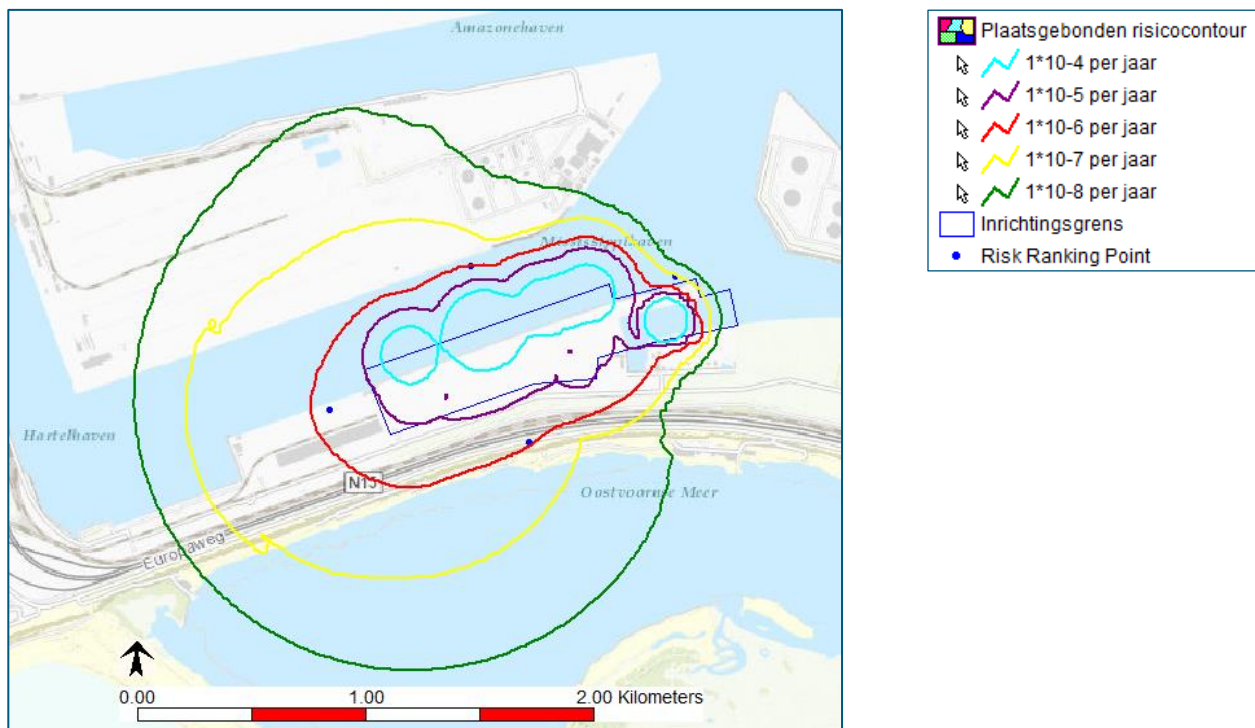 Amazonehaven
Mississippihaven
Hartelhaven
N15
Europaweg
Oostvoornse Meer
0.00
1.00
2.00 Kilometers
Plaatsgebonden risicocontour
1*10-4 per jaar
1*10-5 per jaar
1*10-6 per jaar
1*10-7 per jaar
1*10-8 per jaar
Inrichtingsgrens
Risk Ranking Point